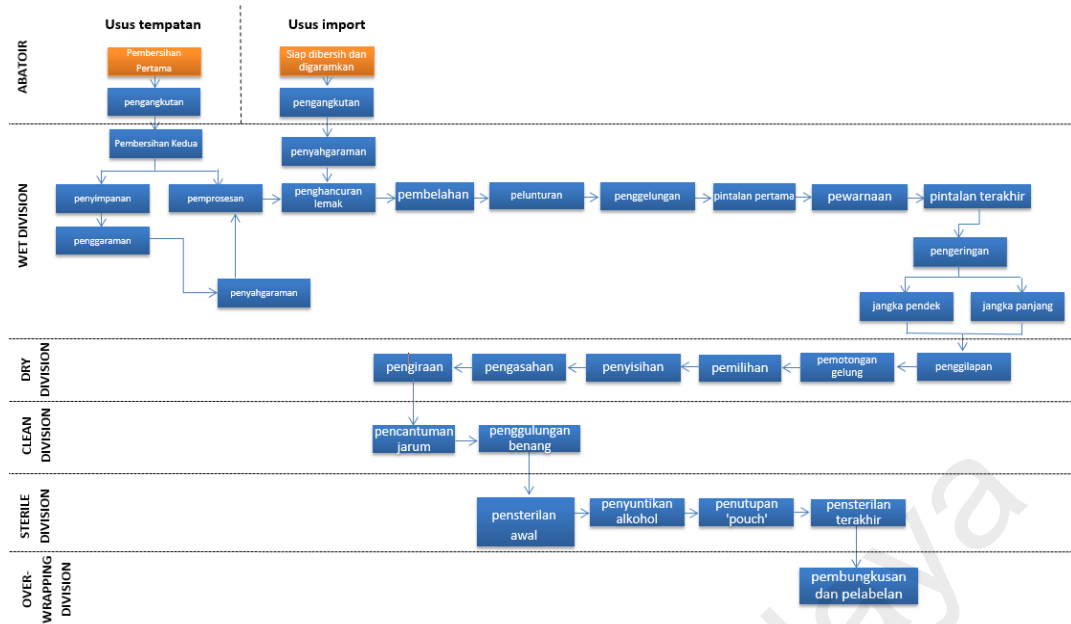 Usus tempatan
Usus import
ABATOIR
Pembersihan
Pertama
Siap dibersih dan
digaramkan
pengangkutan
pengangkutan
WET DIVISION
Pembersihan Kedua
penyahgaraman
penyimpanan
pemprosesan
penghancuran
lemak
pembelahan
pelunturan
penggelungan
pintalan pertama
pewarnaan
pintalan terakhir
penggaraman
pengeringan
penyahgaraman
jangka pendek
jangka panjang
DRY
DIVISION
pengiraan
pengasahan
penyisihan
pemilihan
pemotongan
gelung
penggilapan
CLEAN
DIVISION
pencantuman
jarum
penggulungan
benang
STERILE
DIVISION
pensterilan
awal
penyuntikan
alkohol
penutupan
'pouch'
pensterilan
terakhir
OVER-
WRAPPING
DIVISION
pembungkusan
dan pelabelan